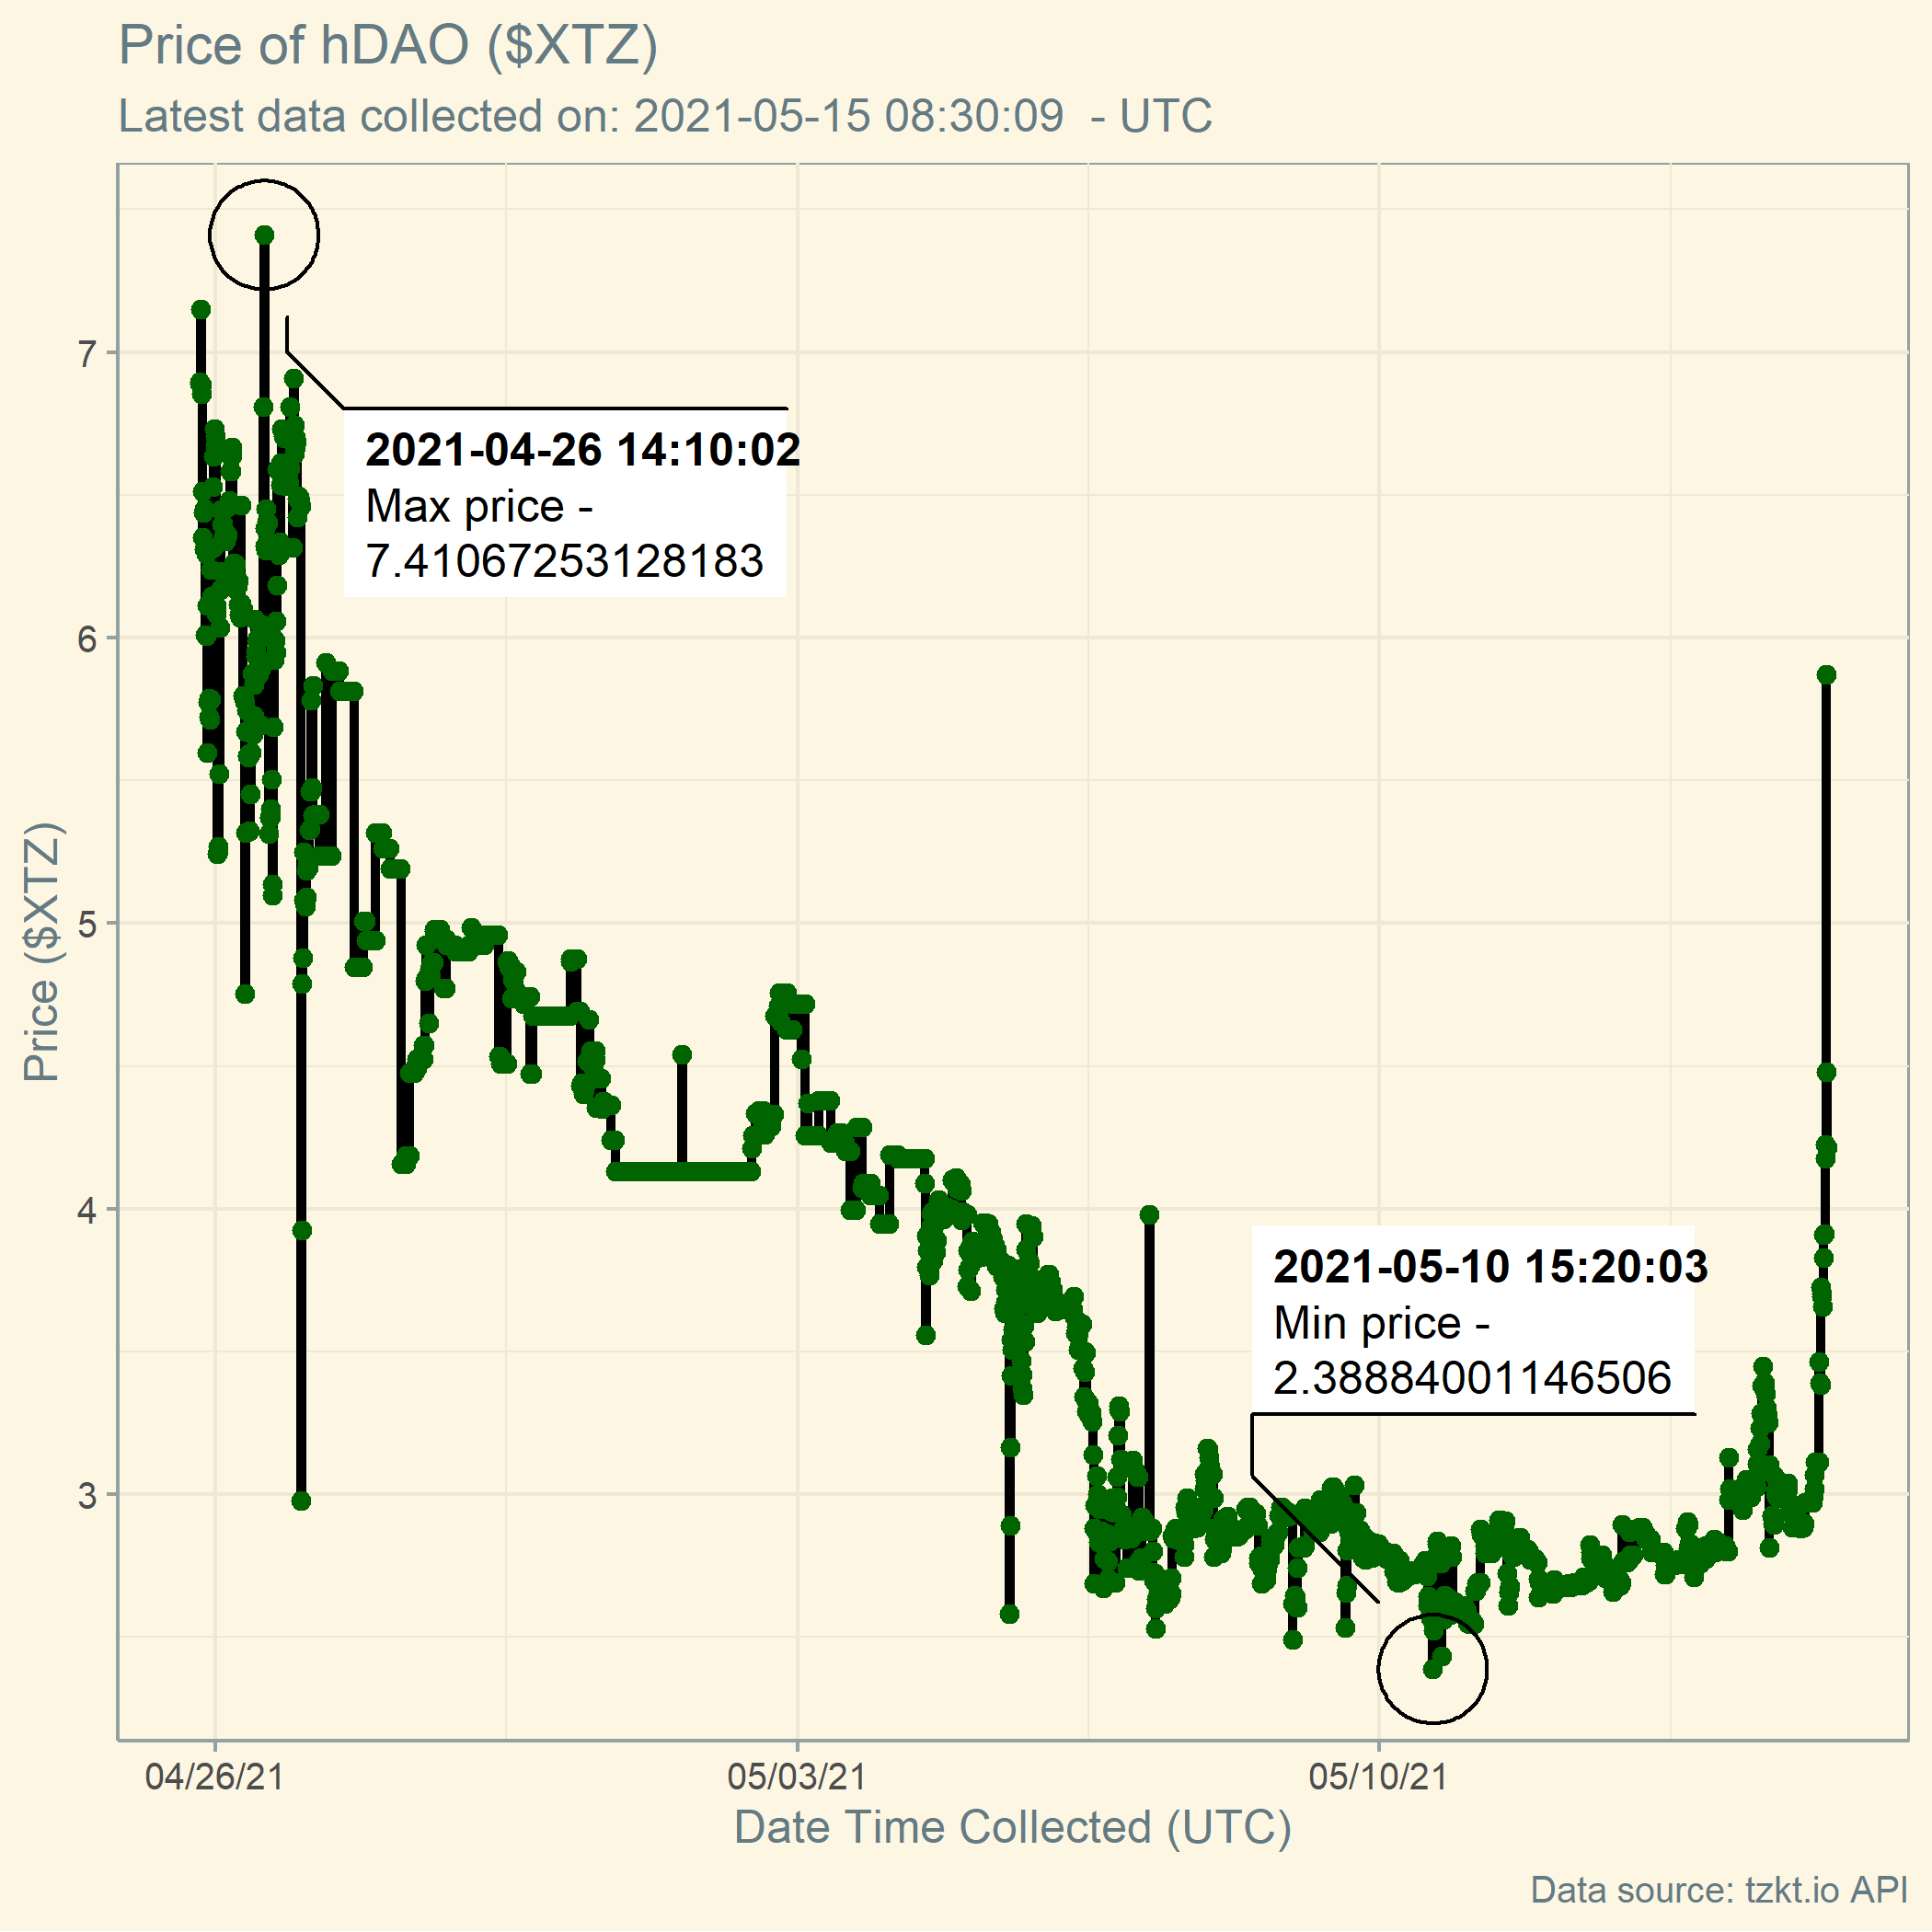 Price of hDAO ($XTZ)
Latest data collected on: 2021-05-15 08:30:09  - UTC
2021-04-26 14:10:02
Max price -
7.41067253128183
2021-05-10 15:20:03
Min price -
2.38884001146506
Price ($XTZ)
7
6
5
4
3
04/26/21
05/03/21
05/10/21
Date Time Collected (UTC)
Data source: tzkt.io API